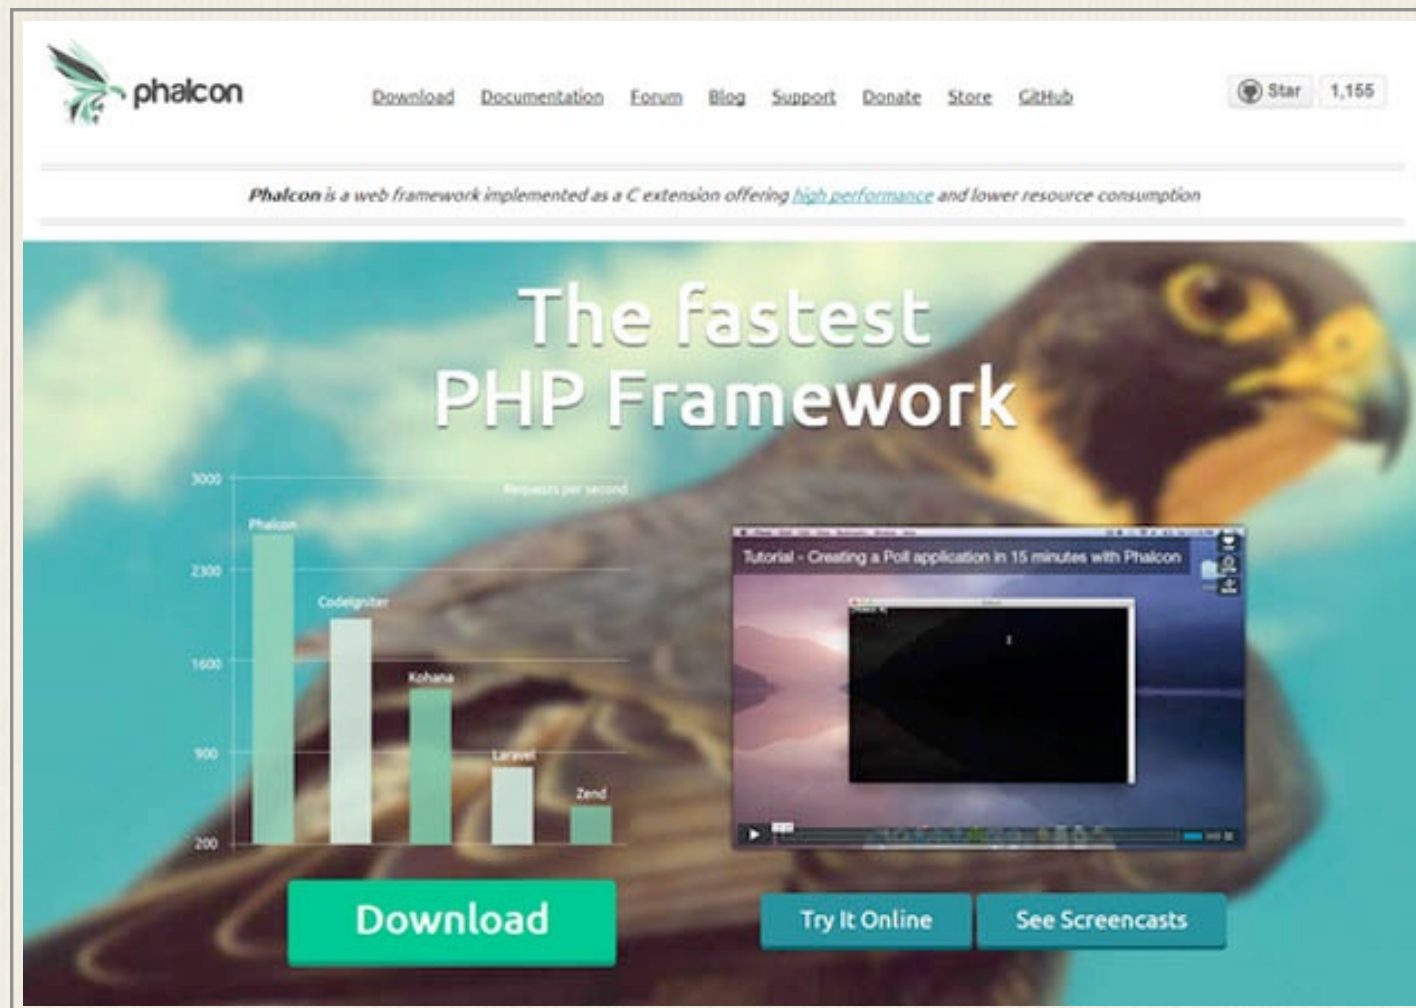 phalcon
Download Documentation Forum Blog Support Donate Store GitHub
Star 1,155
Phalcon is a web framework implemented as a C extension offering high performance and lower resource consumption
The fastest
PHP Framework
3000
Requests per second
Phalcon
2300
CodeIgniter
1600
Kohana
900
Laravel
Zend
200
Tutorial - Creating a Poll application in 15 minutes with Phalcon
Download
Try It Online
See Screencasts